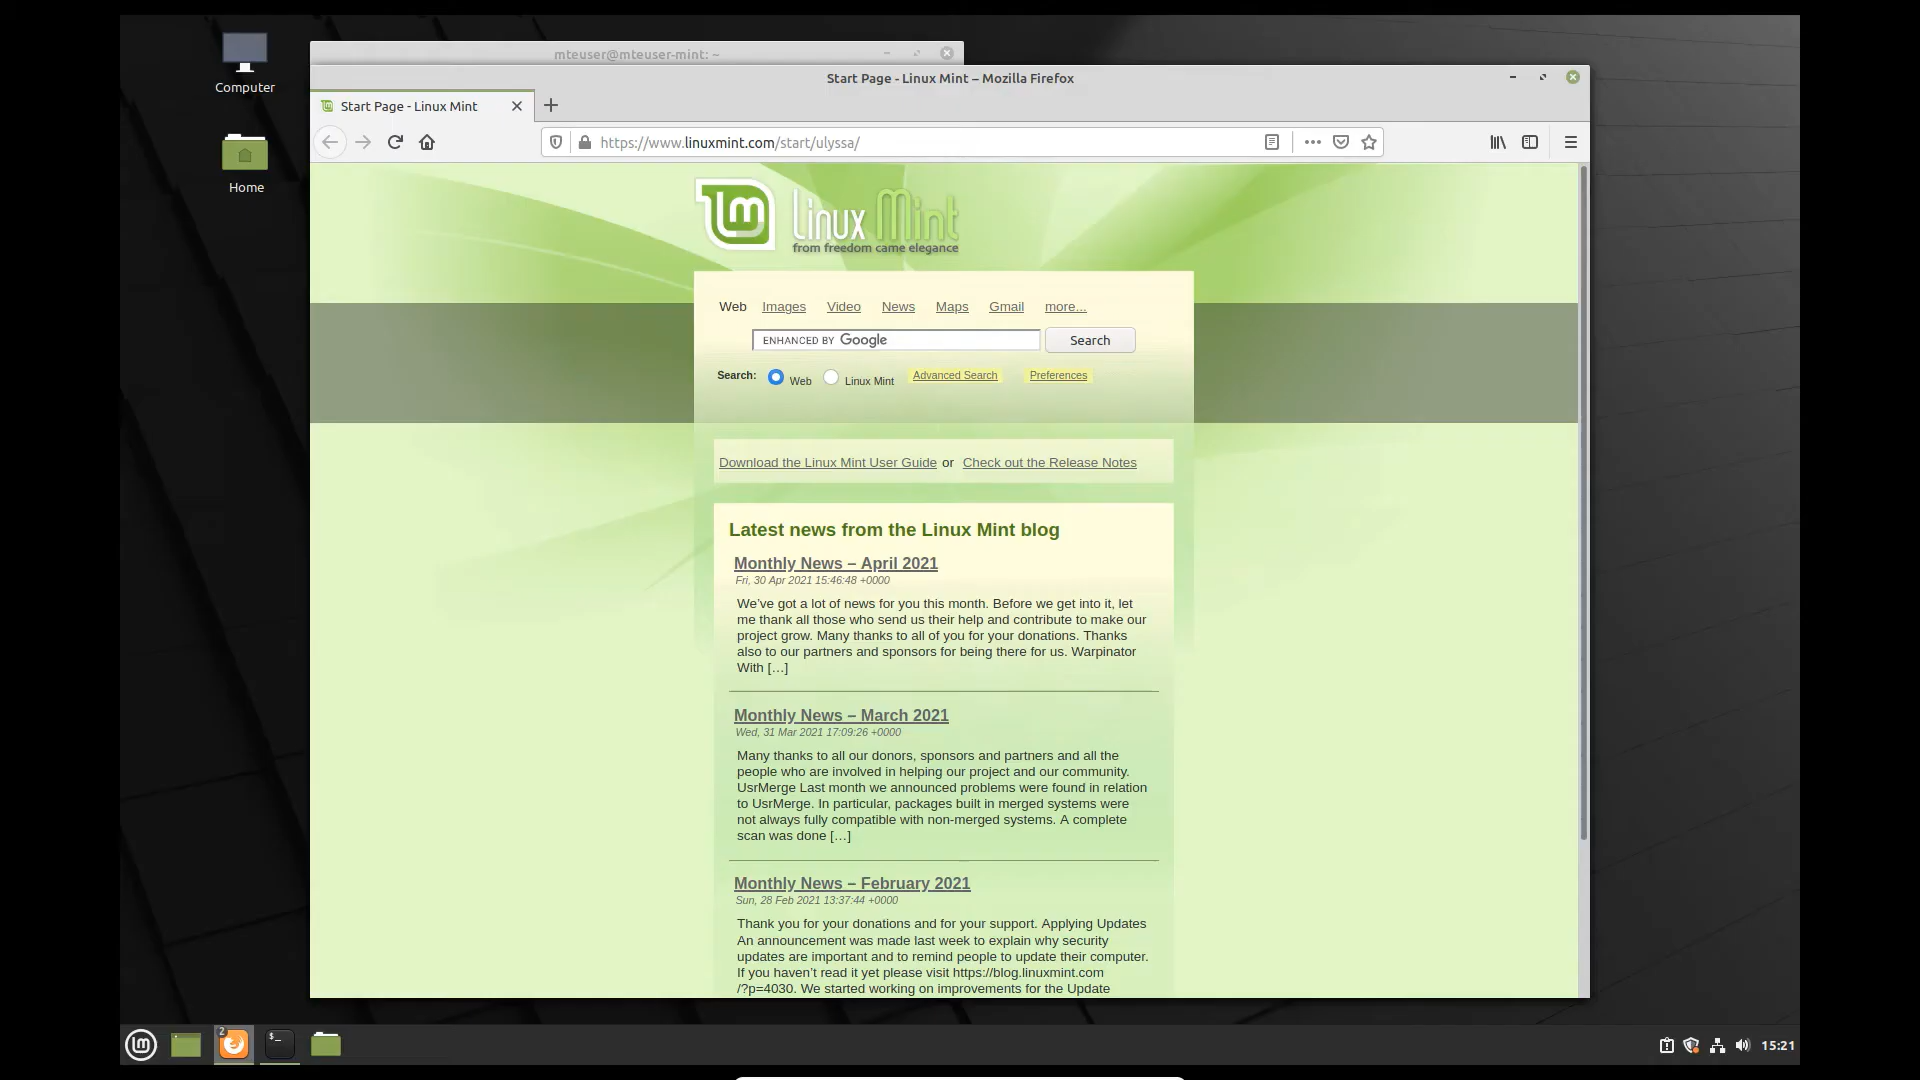 Computer
Home
mteuser@mteuser-mint: ~
Start Page - Linux Mint – Mozilla Firefox
Start Page - Linux Mint
https://www.linuxmint.com/start/ulyssa/
lm Linux Mint
from freedom came elegance
Web Images Video News Maps Gmail more...
ENHANCED BY Google Search
Search: Web Linux Mint Advanced Search Preferences
Download the Linux Mint User Guide or Check out the Release Notes
Latest news from the Linux Mint blog
Monthly News – April 2021
Fri, 30 Apr 2021 15:46:48 +0000
We’ve got a lot of news for you this month. Before we get into it, let
me thank all those who send us their help and contribute to make our
project grow. Many thanks to all of you for your donations. Thanks
also to our partners and sponsors for being there for us. Warpinator
With […]
Monthly News – March 2021
Wed, 31 Mar 2021 17:09:26 +0000
Many thanks to all our donors, sponsors and partners and all the
people who are involved in helping our project and our community.
UsrMerge Last month we announced problems were found in relation
to UsrMerge. In particular, packages built in merged systems were
not always fully compatible with non-merged systems. A complete
scan was done […]
Monthly News – February 2021
Sun, 28 Feb 2021 13:37:44 +0000
Thank you for your donations and for your support. Applying Updates
An announcement was made last week to explain why security
updates are important and to remind people to update their computer.
If you haven’t read it yet please visit https://blog.linuxmint.com
/?p=4030. We started working on improvements for the Update
2
$_
15:21